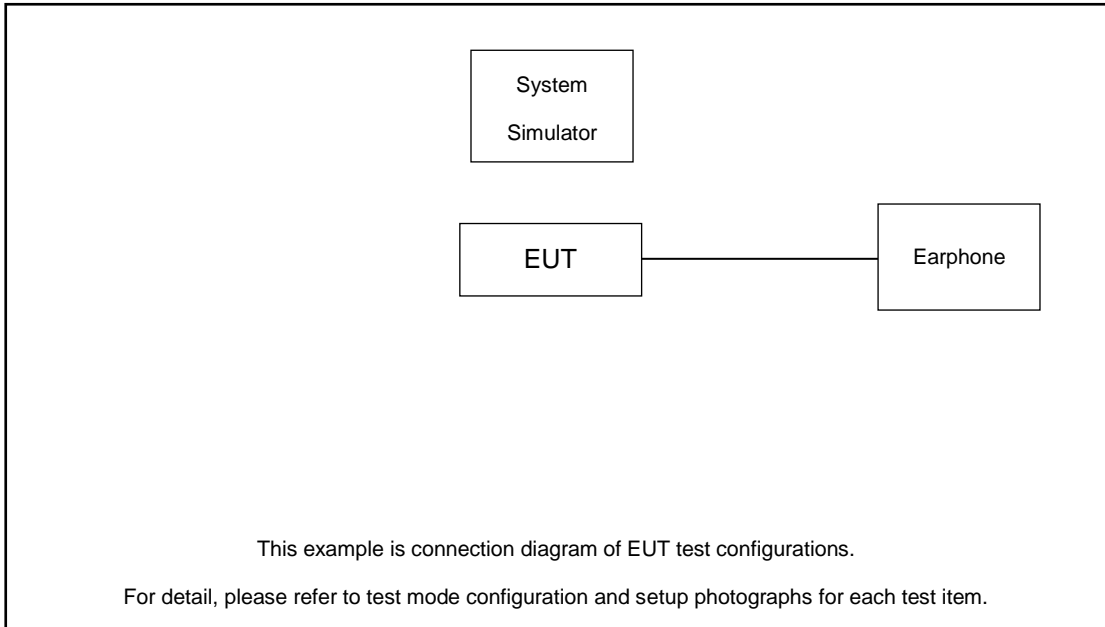 System
Simulator
EUT
Earphone
This example is connection diagram of EUT test configurations.
For detail, please refer to test mode configuration and setup photographs for each test item.